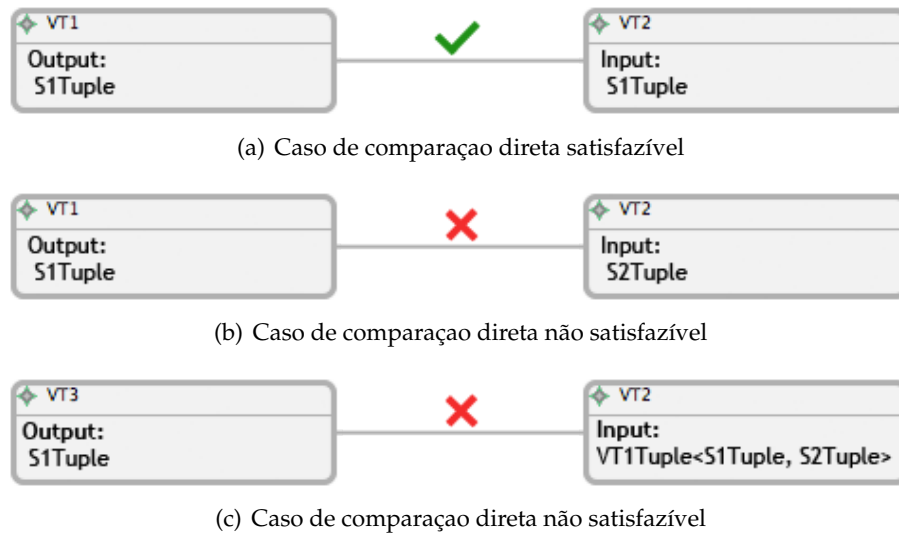 VT1
Output:
S1Tuple
VT2
Input:
S1Tuple
(a) Caso de comparaçao direta satisfazível
VT1
Output:
S1Tuple
VT2
Input:
S2Tuple
(b) Caso de comparaçao direta não satisfazível
VT3
Output:
S1Tuple
VT2
Input:
VT1Tuple<S1Tuple, S2Tuple>
(c) Caso de comparaçao direta não satisfazível